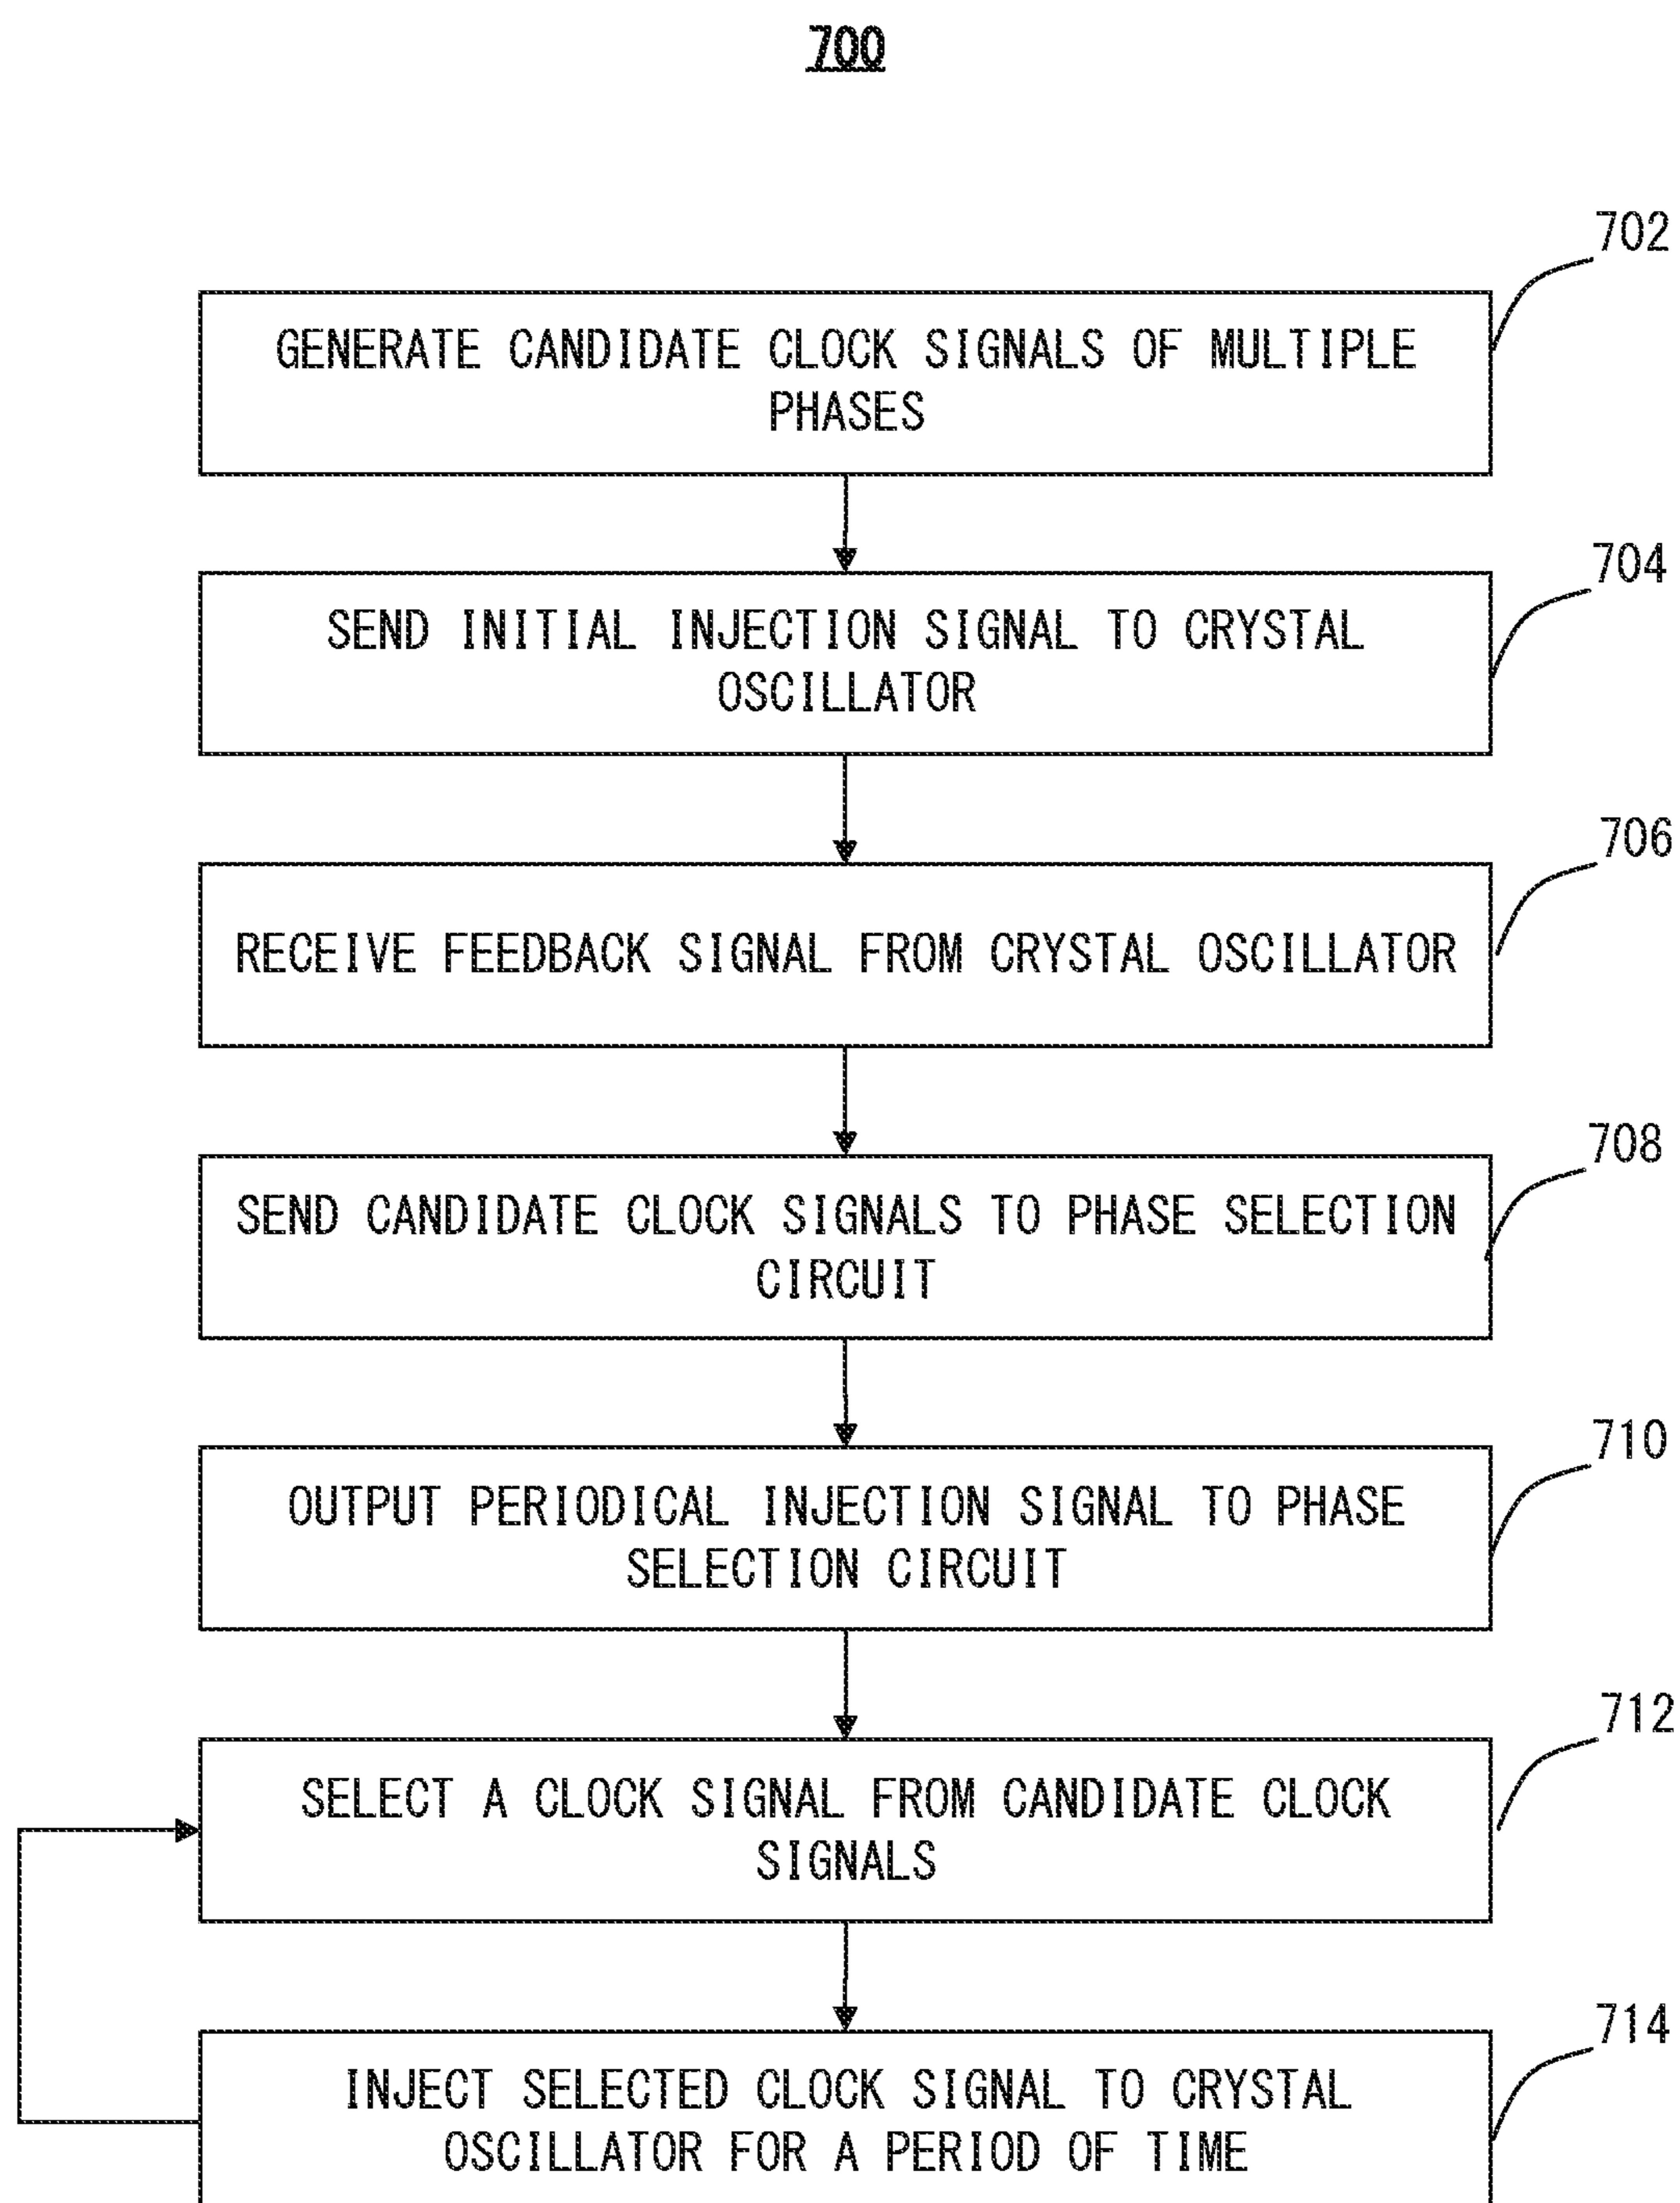 700
702
GENERATE CANDIDATE CLOCK SIGNALS OF MULTIPLE
PHASES
704
SEND INITIAL INJECTION SIGNAL TO CRYSTAL
OSCILLATOR
706
RECEIVE FEEDBACK SIGNAL FROM CRYSTAL OSCILLATOR
708
SEND CANDIDATE CLOCK SIGNALS TO PHASE SELECTION
CIRCUIT
710
OUTPUT PERIODICAL INJECTION SIGNAL TO PHASE
SELECTION CIRCUIT
712
SELECT A CLOCK SIGNAL FROM CANDIDATE CLOCK
SIGNALS
714
INJECT SELECTED CLOCK SIGNAL TO CRYSTAL
OSCILLATOR FOR A PERIOD OF TIME